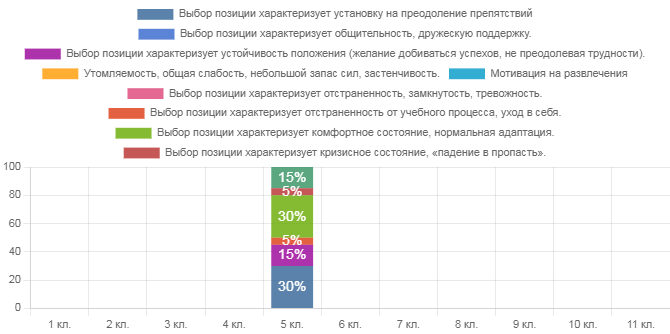 Выбор позиции характеризует установку на преодоление препятствий
Выбор позиции характеризует общительность, дружескую поддержку.
Выбор позиции характеризует устойчивость положения (желание добиваться успехов, не преодолевая трудности).
Утомляемость, общая слабость, небольшой запас сил, застенчивость. Мотивация на развлечения
Выбор позиции характеризует отстраненность, замкнутость, тревожность.
Выбор позиции характеризует отстраненность от учебного процесса, уход в себя.
Выбор позиции характеризует комфортное состояние, нормальная адаптация.
Выбор позиции характеризует кризисное состояние, «падение в пропасть».
100
15%
5%
80
60
30%
5%
40
15%
20
30%
0
1 кл. 2 кл. 3 кл. 4 кл. 5 кл. 6 кл. 7 кл. 8 кл. 9 кл. 10 кл. 11 кл.